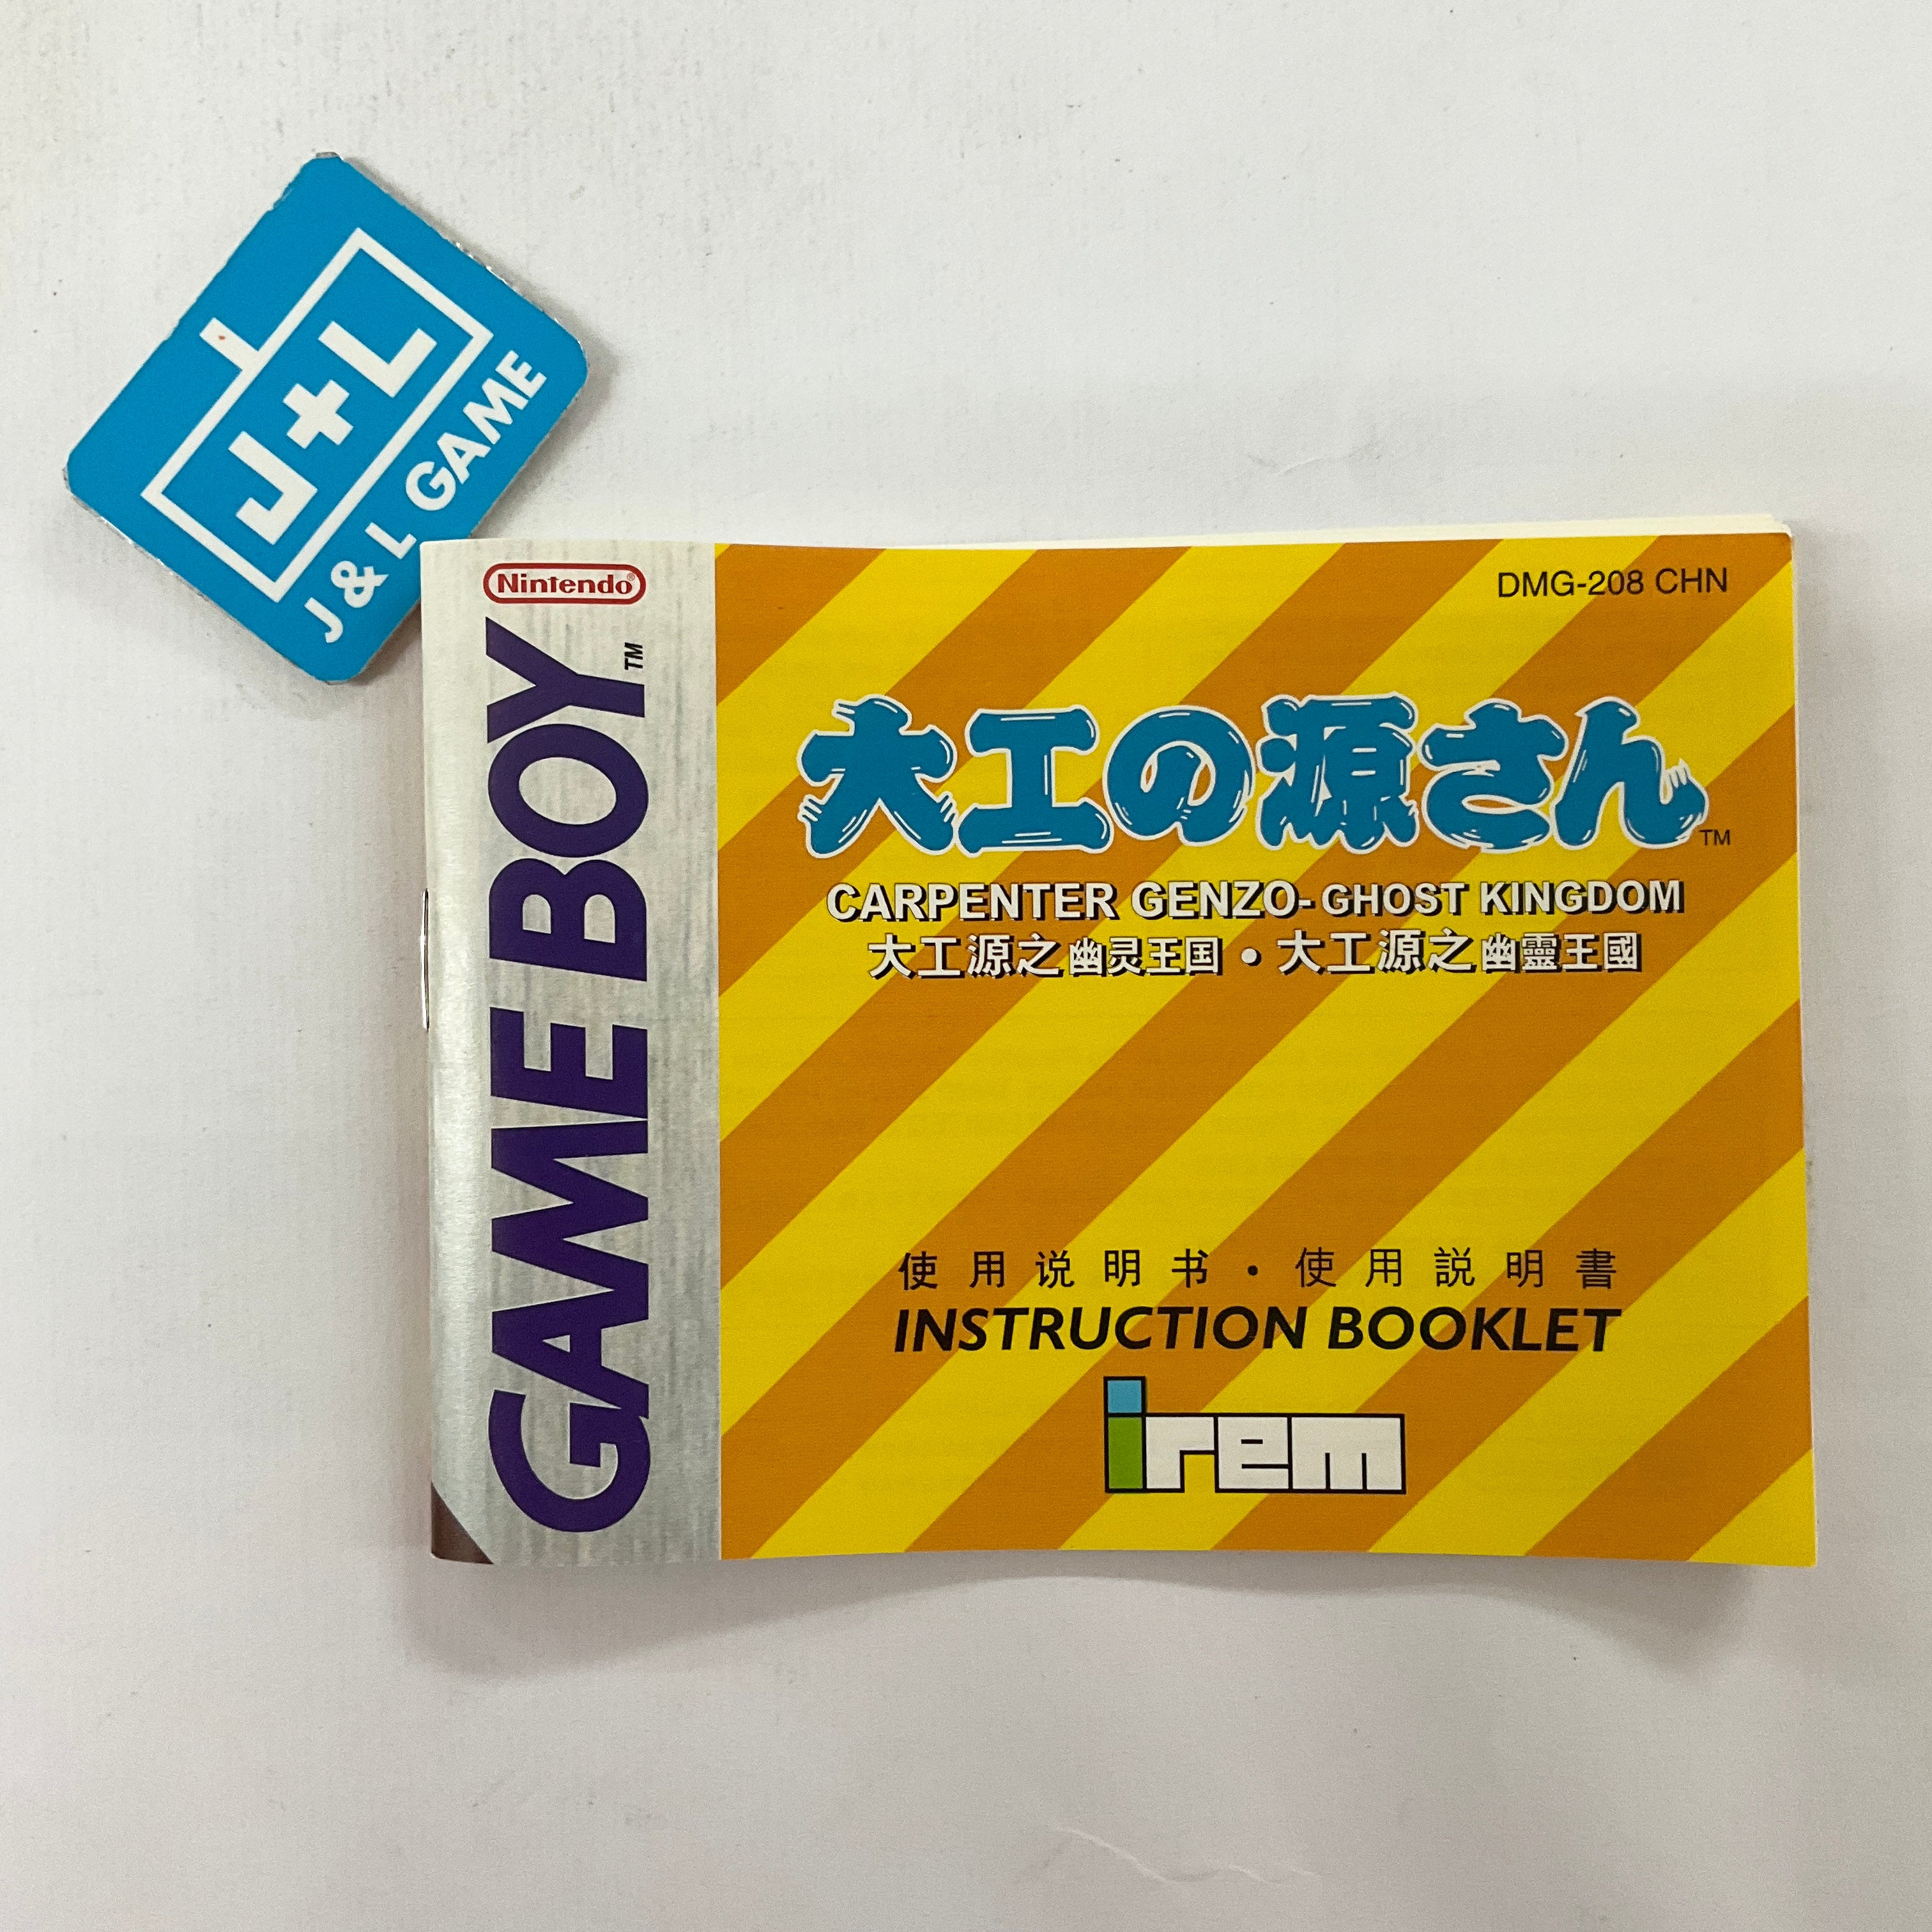 J+L
J & L GAME
Nintendo®
GAME BOY™
DMG-208 CHN
大工の源さん™
CARPENTER GENZO- GHOST KINGDOM
大工源之幽灵王国・大工源之幽靈王國
使用说明书・使用説明書
INSTRUCTION BOOKLET
irem